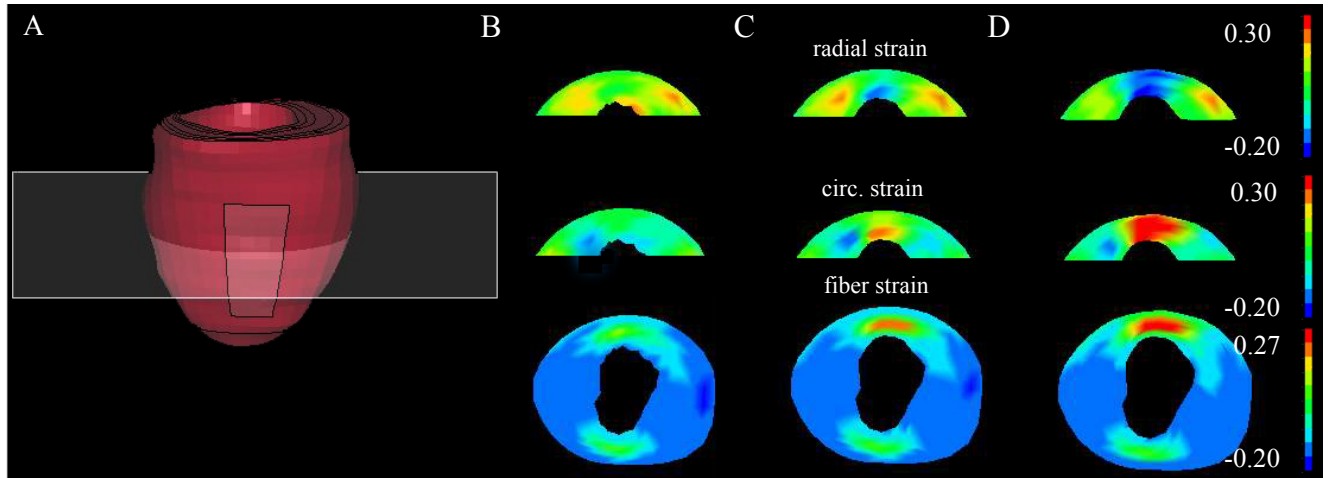 A
B
C
D
radial strain
0.30
-0.20
circ. strain
0.30
-0.20
fiber strain
0.27
-0.20